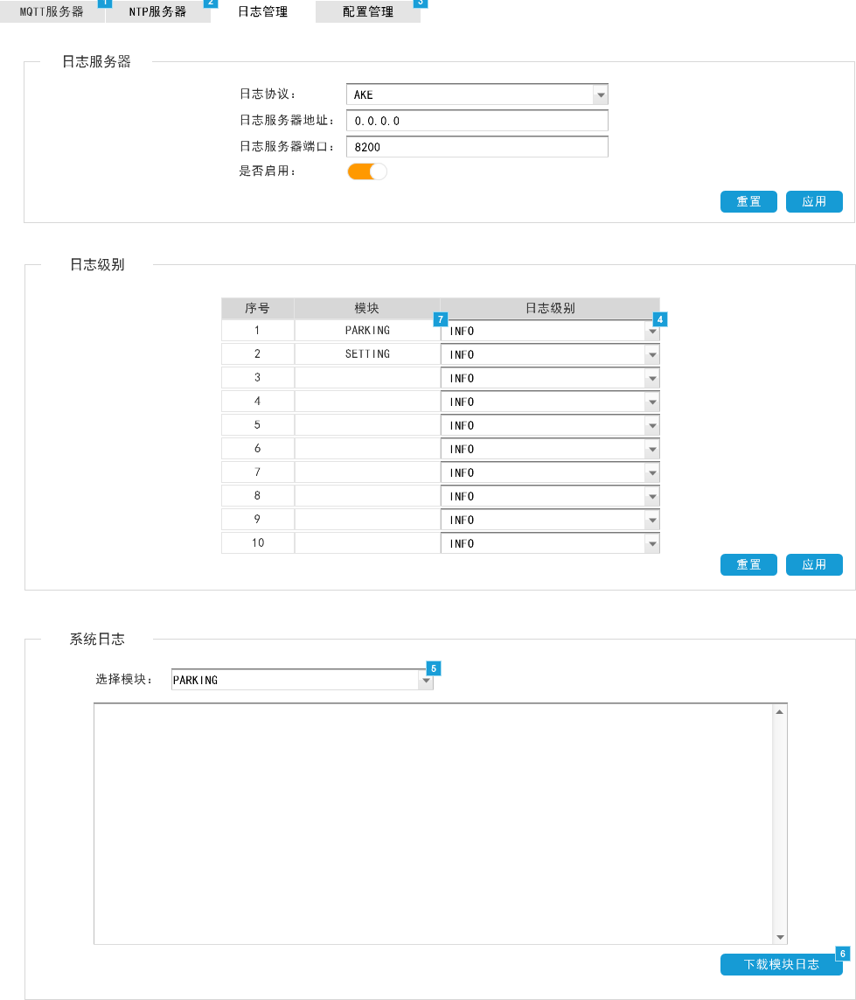 MQTT服务器 1 NTP服务器 2 日志管理 配置管理 3
日志服务器
日志协议: AKE
日志服务器地址: 0.0.0.0
日志服务器端口: 8200
是否启用:
重置 应用
日志级别
序号 模块 日志级别
7 4
1 PARKING INFO
2 SETTING INFO
3 INFO
4 INFO
5 INFO
6 INFO
7 INFO
8 INFO
9 INFO
10 INFO
重置 应用
系统日志
选择模块: PARKING 5
下载模块日志 6